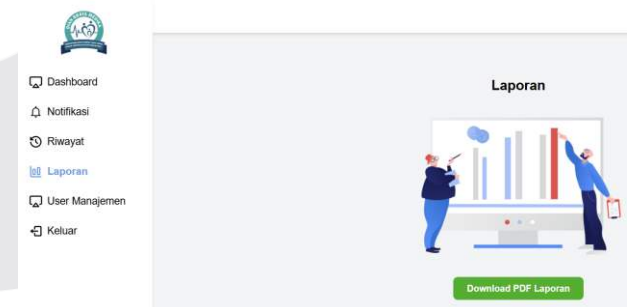 Dashboard
Notifikasi
Riwayat
Laporan
User Manajemen
Keluar
Laporan
Download PDF Laporan